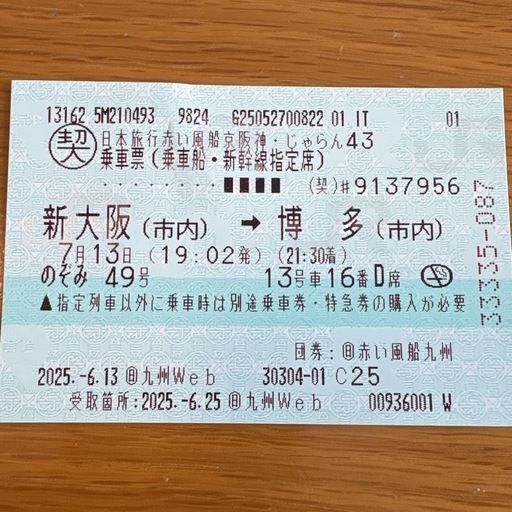 13162 5M210493 9824 G25052700822 01 IT 01
契 日本旅行赤い風船京阪神・じゃらん43
乗車票(乗車船・新幹線指定席)
・・・・・・・・■■■■ (契)#9137956
新大阪(市内) → 博多(市内)
7月13日(19:02発) (21:30着)
のぞみ 49号 13号車16番D席
▲指定列車以外に乗車時は別途乗車券・特急券の購入が必要
団券:@赤い風船九州
2025.-6.13 @九州Web 30304-01 C25
受取箇所:2025.-6.25 @九州Web 00936001 W
33335-087